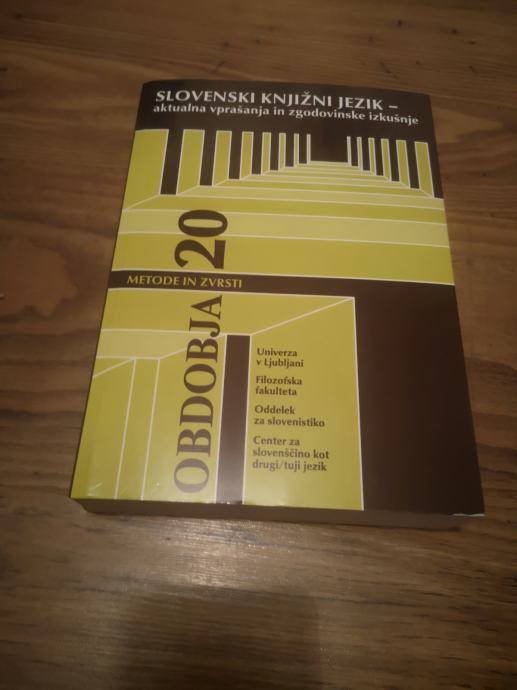 SLOVENSKI KNJIŽNI JEZIK –
aktualna vprašanja in zgodovinske izkušnje
OBDOBJA 20
METODE IN ZVRSTI
Univerza
v Ljubljani
Filozofska
fakulteta
Oddelek
za slovenistiko
Center za
slovenščino kot
drugi/tuji jezik